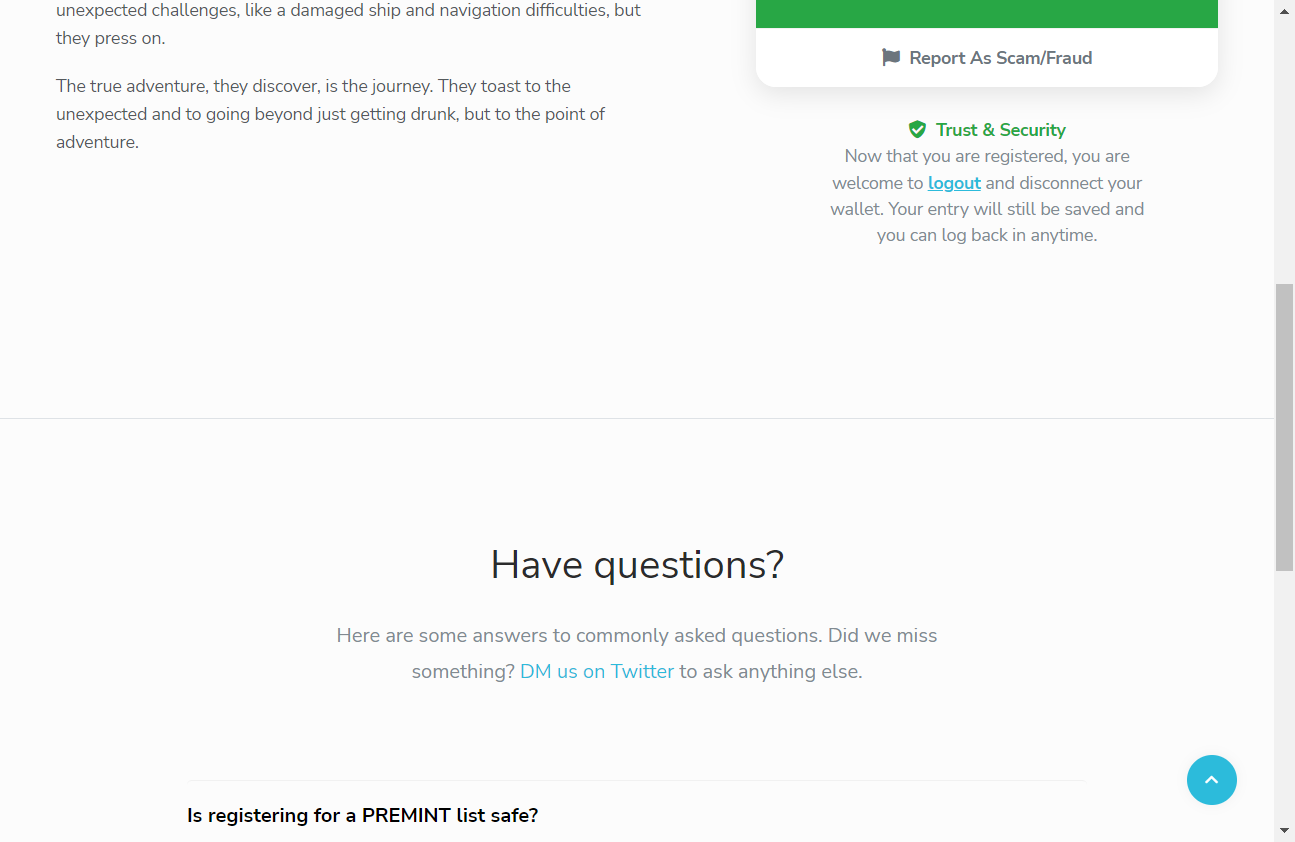 unexpected challenges, like a damaged ship and navigation difficulties, but
they press on.
The true adventure, they discover, is the journey. They toast to the
unexpected and to going beyond just getting drunk, but to the point of
adventure.
Report As Scam/Fraud
Trust & Security
Now that you are registered, you are
welcome to logout and disconnect your
wallet. Your entry will still be saved and
you can log back in anytime.
Have questions?
Here are some answers to commonly asked questions. Did we miss
something? DM us on Twitter to ask anything else.
Is registering for a PREMINT list safe?